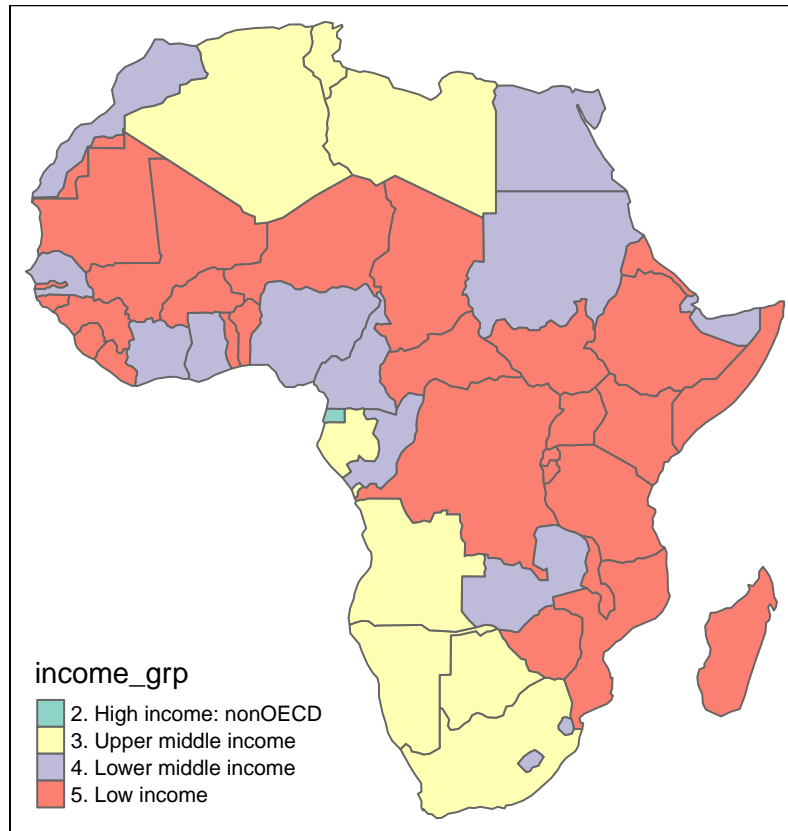 income_grp
2. High income: nonOECD
3. Upper middle income
4. Lower middle income
5. Low income